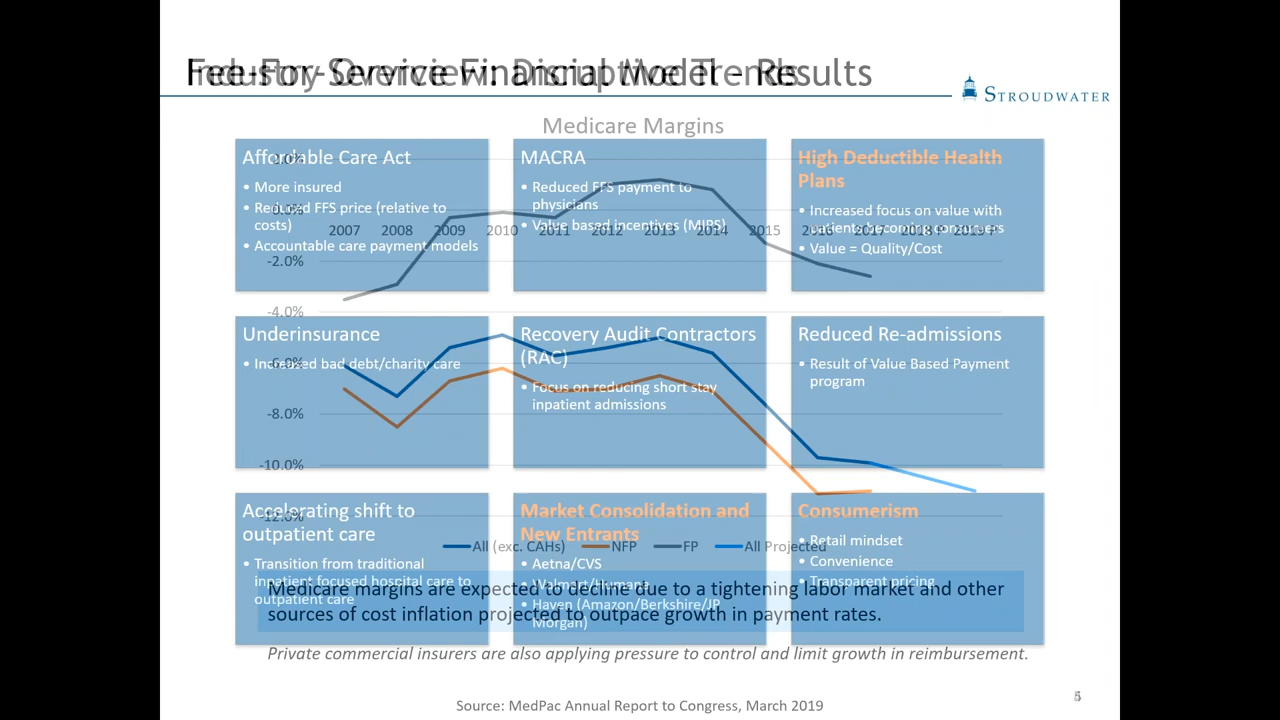 Industry Overview: Disruptive Trends
Fee-For-Service Financial Model – Results
STROUDWATER
Medicare Margins
Affordable Care Act
• More insured
• Reduced FFS price (relative to
costs)
• Accountable care payment models
MACRA
• Reduced FFS payment to
physicians
• Value based incentives (MIPS)
High Deductible Health
Plans
• Increased focus on value with
patients becoming consumers
• Value = Quality/Cost
2.0%
0.0%
2007 2008 2009 2010 2011 2012 2013 2014 2015 2016 2017
-2.0%
-4.0%
Underinsurance
• Increased bad debt/charity care
Recovery Audit Contractors
(RAC)
• Focus on reducing short stay
inpatient admissions
Reduced Re-admissions
• Result of Value Based Payment
program
-6.0%
-8.0%
-10.0%
-12.0%
Accelerating shift to
outpatient care
• Transition from traditional
inpatient focused hospital care to
outpatient care
Market Consolidation and
New Entrants
• Aetna/CVS
• Walmart/Humana
• Haven (Amazon/Berkshire/JP
Morgan)
Consumerism
• Retail mindset
• Convenience
• Transparent pricing
All (exc. CAHs) NFP FP All Projected
Medicare margins are expected to decline due to a tightening labor market and other
sources of cost inflation projected to outpace growth in payment rates.
Private commercial insurers are also applying pressure to control and limit growth in reimbursement.
Source: MedPac Annual Report to Congress, March 2019